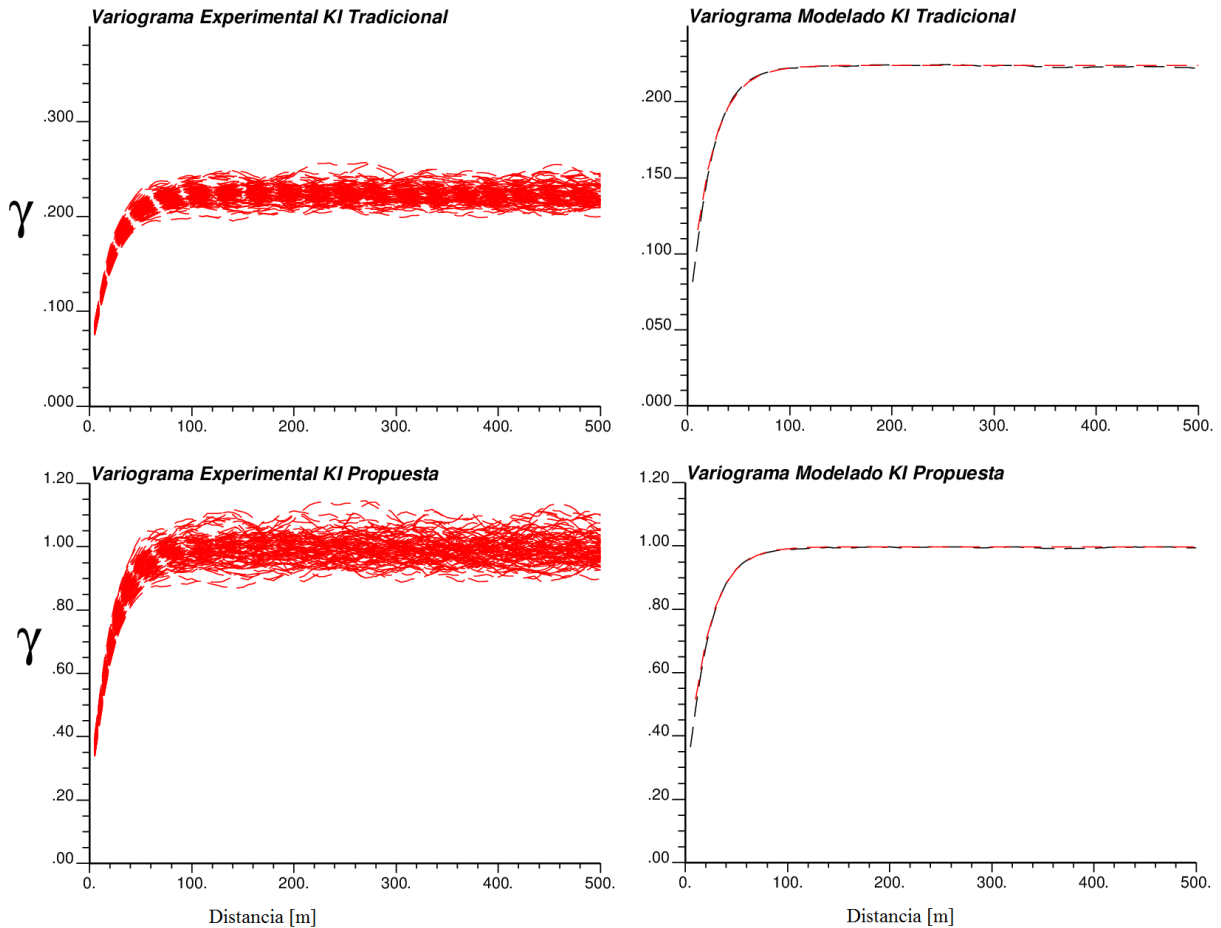 Variograma Experimental KI Tradicional
.300
.200
.100
.000
γ
0. 100. 200. 300. 400. 500.
Variograma Modelado KI Tradicional
.200
.150
.100
.050
.000
0. 100. 200. 300. 400. 500.
Variograma Experimental KI Propuesta
1.20
1.00
.80
.60
.40
.20
.00
γ
0. 100. 200. 300. 400. 500.
Distancia [m]
Variograma Modelado KI Propuesta
1.20
1.00
.80
.60
.40
.20
.00
0. 100. 200. 300. 400. 500.
Distancia [m]